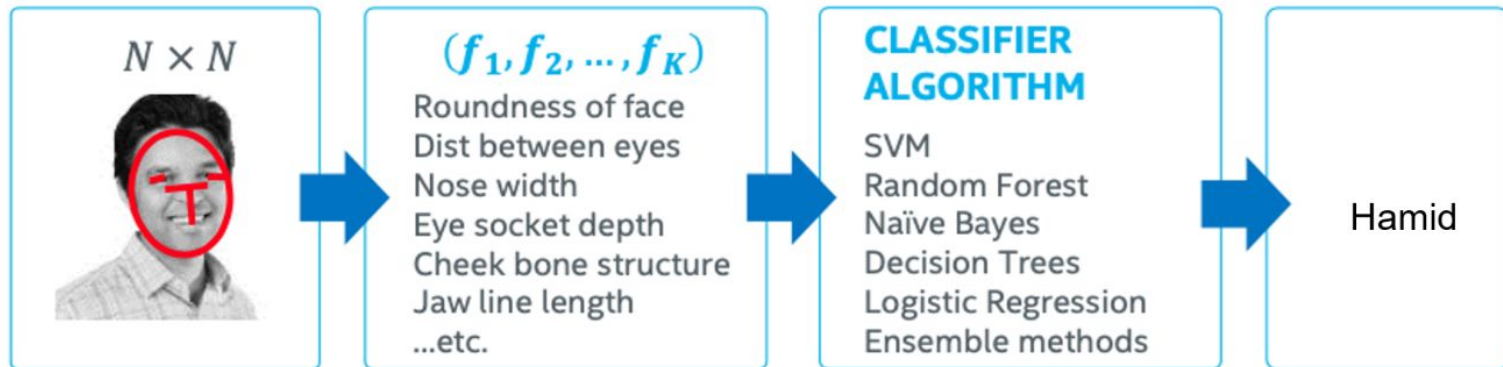 N × N
(f₁, f₂, ..., f_K)
Roundness of face
Dist between eyes
Nose width
Eye socket depth
Cheek bone structure
Jaw line length
...etc.
CLASSIFIER
ALGORITHM
SVM
Random Forest
Naïve Bayes
Decision Trees
Logistic Regression
Ensemble methods
Hamid